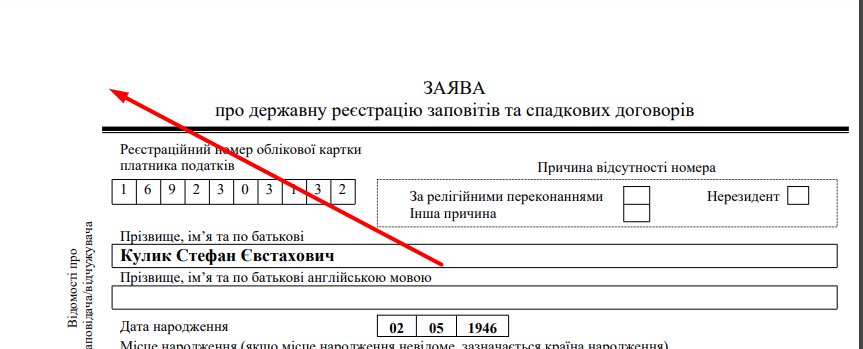 ЗАЯВА
про державну реєстрацію заповітів та спадкових договорів
Реєстраційний номер облікової картки
платника податків
Причина відсутності номера
1 6 9 2 3 0 3 1 3 2
За релігійними переконаннями
Нерезидент
Інша причина
Прізвище, ім’я та по батькові
Кулик Стефан Євстахович
Прізвище, ім’я та по батькові англійською мовою
Дата народження
02 05 1946
Місце народження (якщо місце народження невідоме, зазначається країна народження)
Відомості про
аповідача/відчужувача